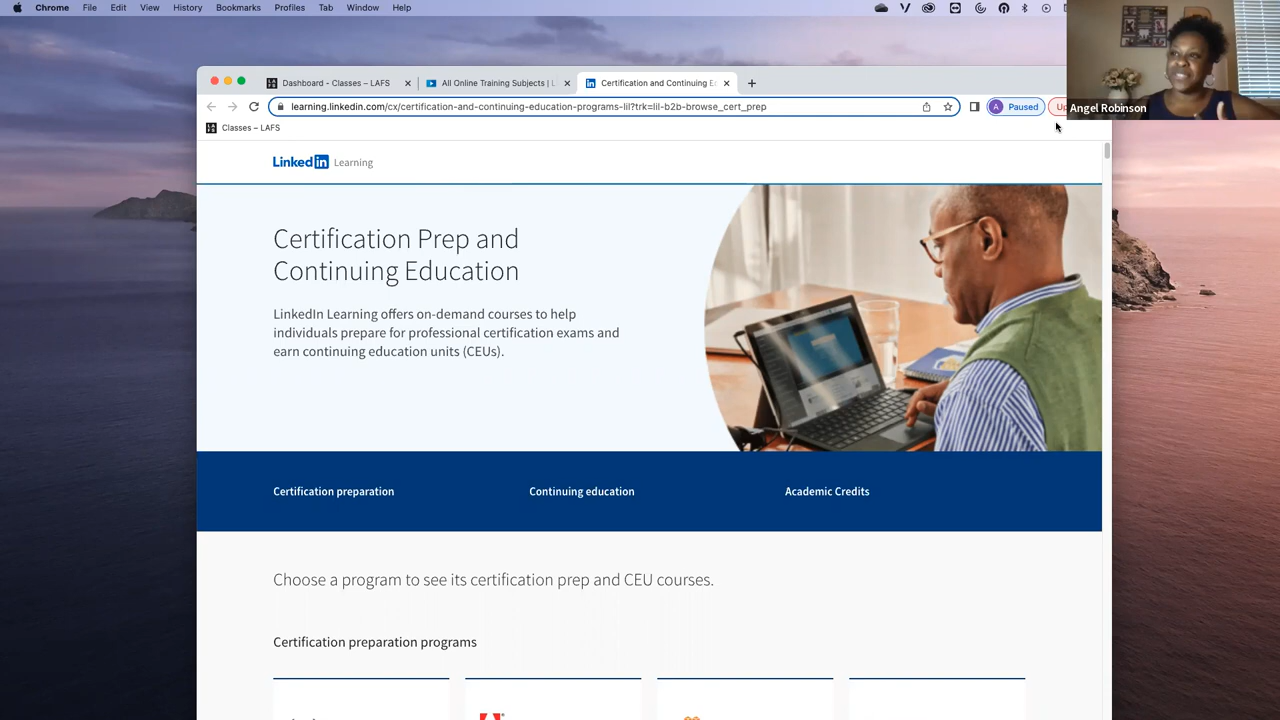 Chrome File Edit View History Bookmarks Profiles Tab Window Help
Dashboard - Classes – LAFS
All Online Training Subjects |
Certification and Continuing E
learning.linkedin.com/cx/certification-and-continuing-education-programs-lil?trk=lil-b2b-browse_cert_prep
A Paused
Angel Robinson
Classes – LAFS
Linked in Learning
Certification Prep and
Continuing Education
LinkedIn Learning offers on-demand courses to help
individuals prepare for professional certification exams and
earn continuing education units (CEUs).
Certification preparation
Continuing education
Academic Credits
Choose a program to see its certification prep and CEU courses.
Certification preparation programs